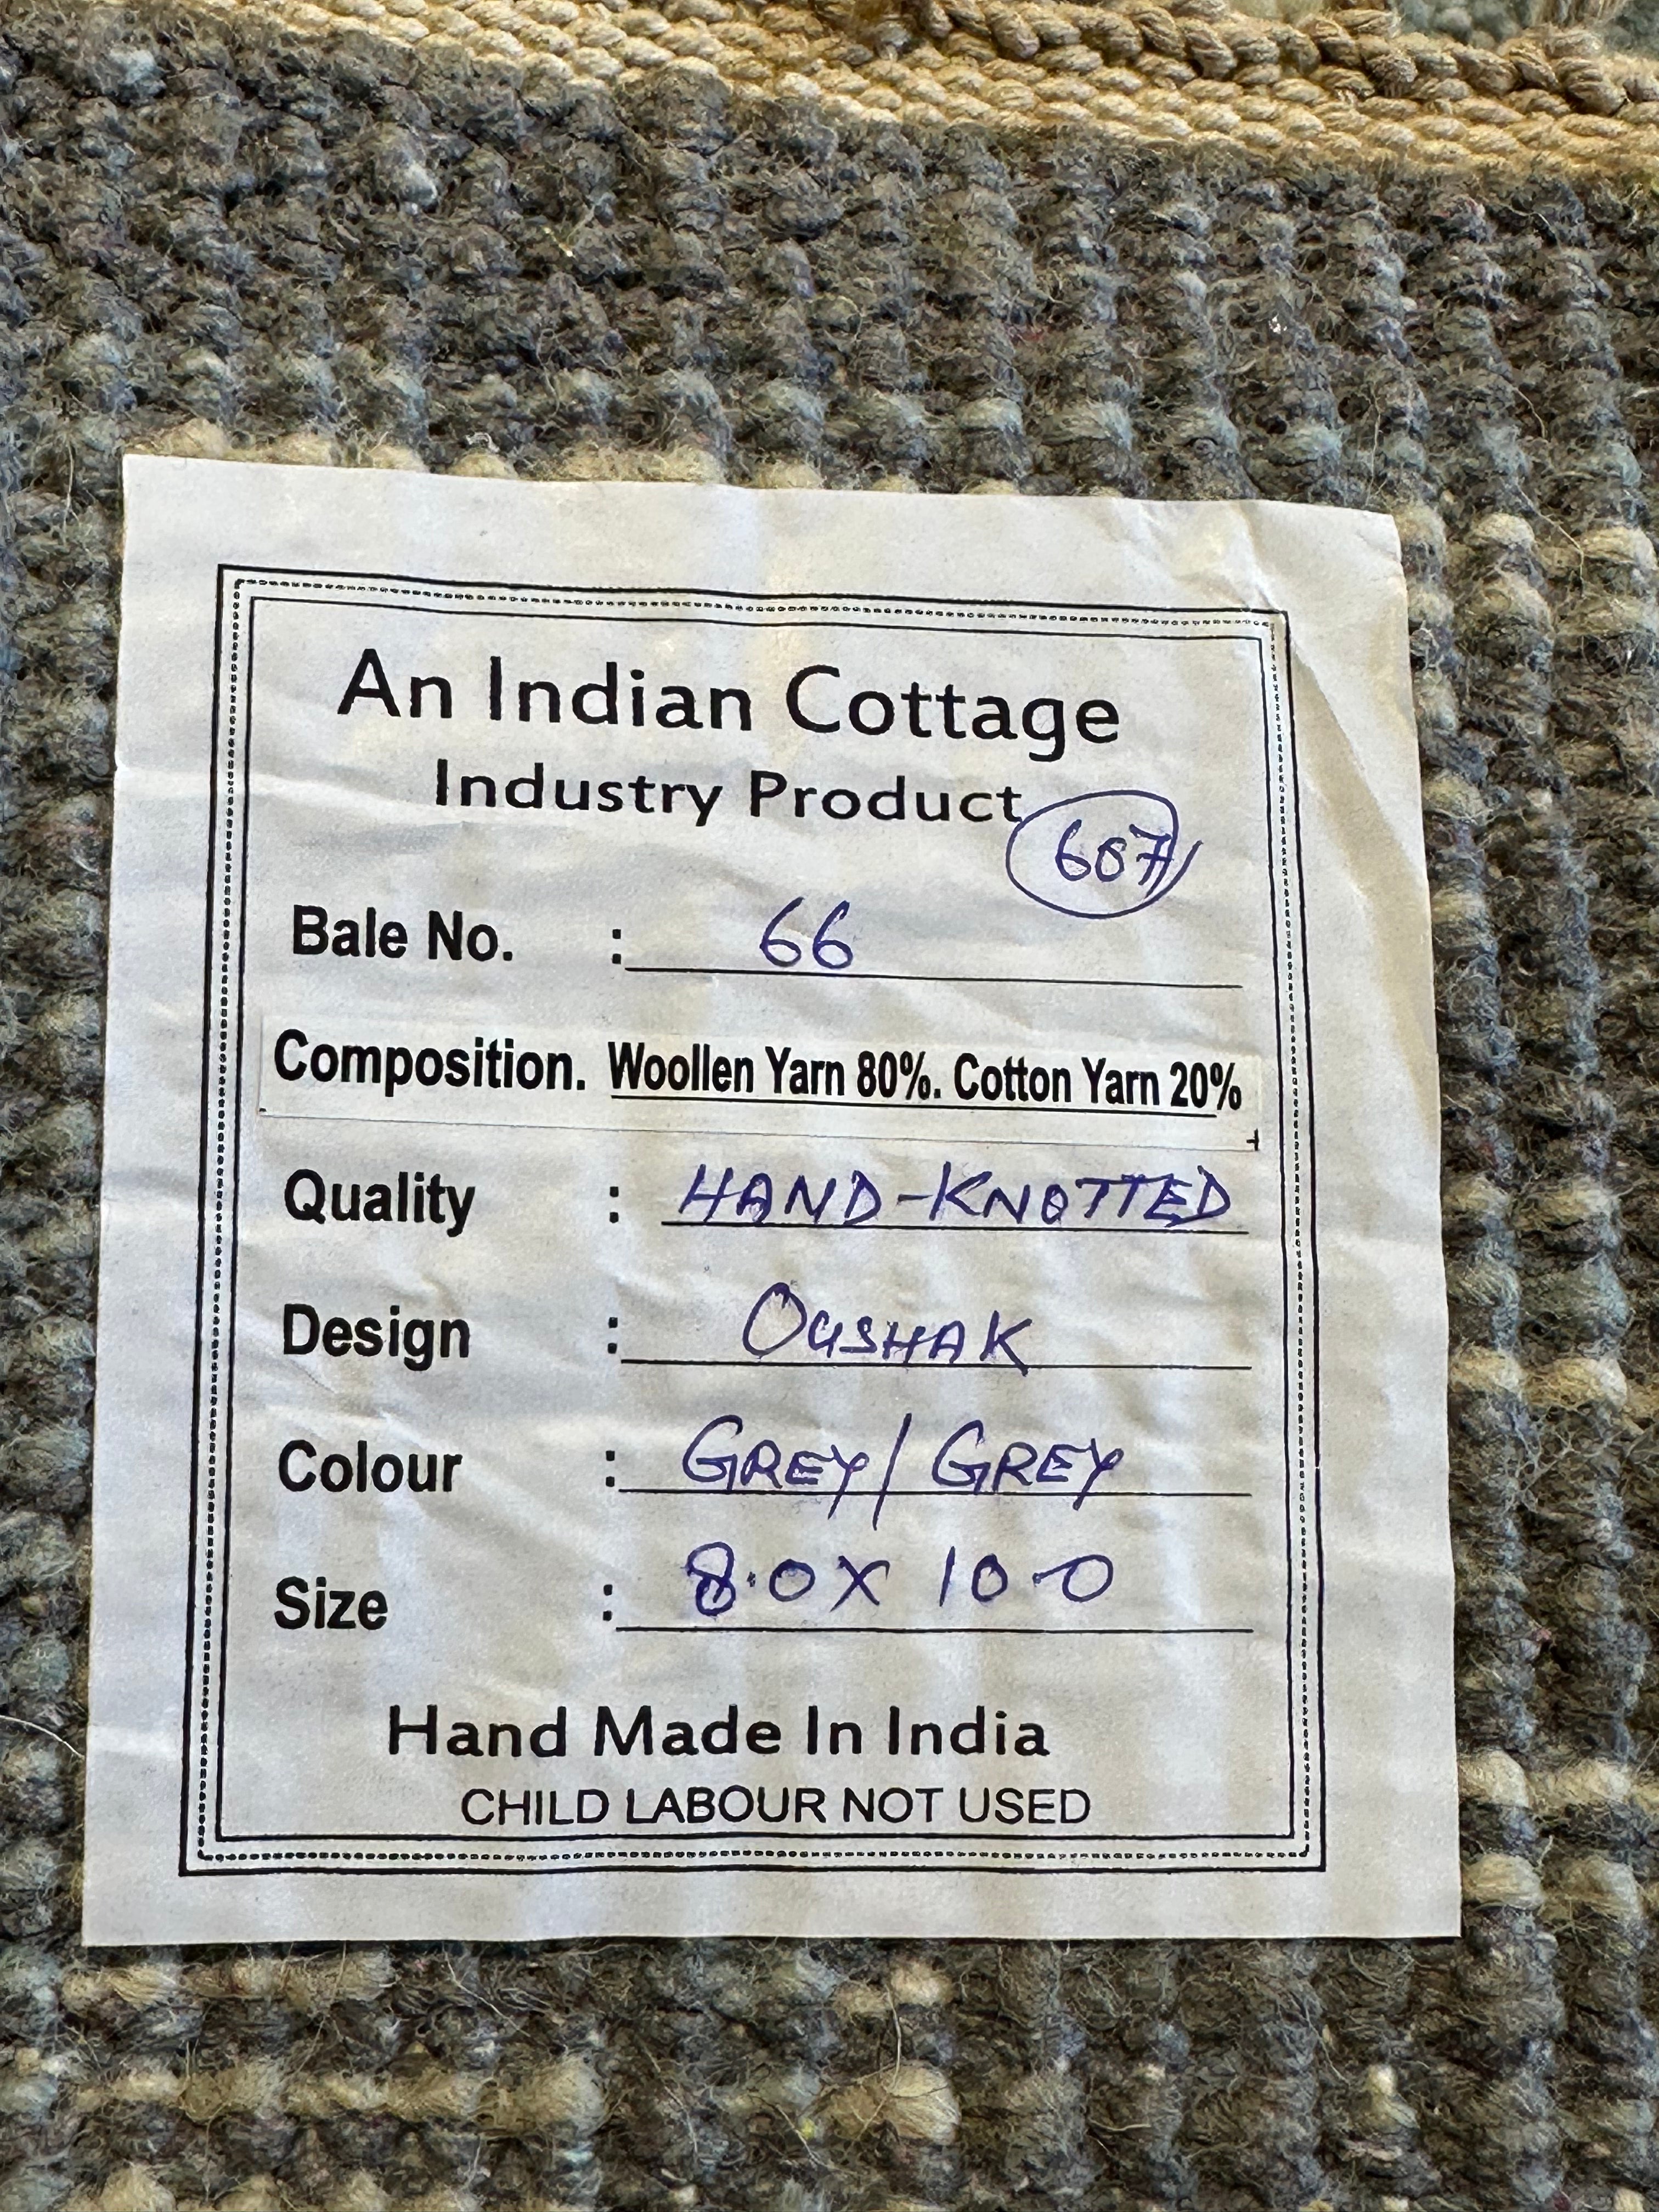 An Indian Cottage
Industry Product
607
Bale No. : 66
Composition. Woollen Yarn 80%. Cotton Yarn 20%
Quality : HAND-KNOTTED
Design : OUSHAK
Colour : GREY/GREY
Size : 8.0 X 10-0
Hand Made In India
CHILD LABOUR NOT USED